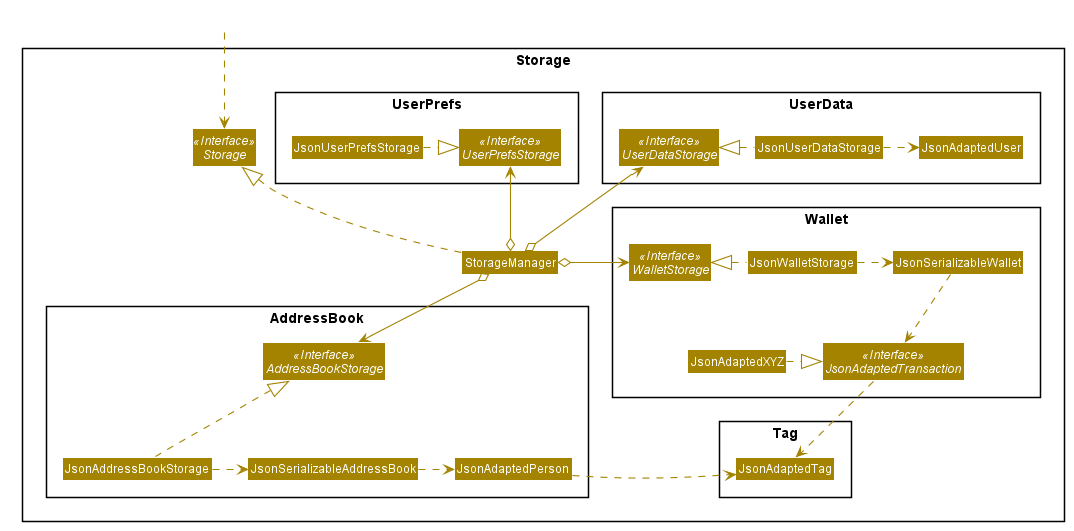 Storage
UserPrefs
UserData
«Interface»
Storage
JsonUserPrefsStorage
«Interface»
UserPrefsStorage
«Interface»
UserDataStorage
JsonUserDataStorage
JsonAdaptedUser
Wallet
StorageManager
«Interface»
WalletStorage
JsonWalletStorage
JsonSerializableWallet
AddressBook
«Interface»
AddressBookStorage
JsonAdaptedXYZ
«Interface»
JsonAdaptedTransaction
Tag
JsonAddressBookStorage
JsonSerializableAddressBook
JsonAdaptedPerson
JsonAdaptedTag